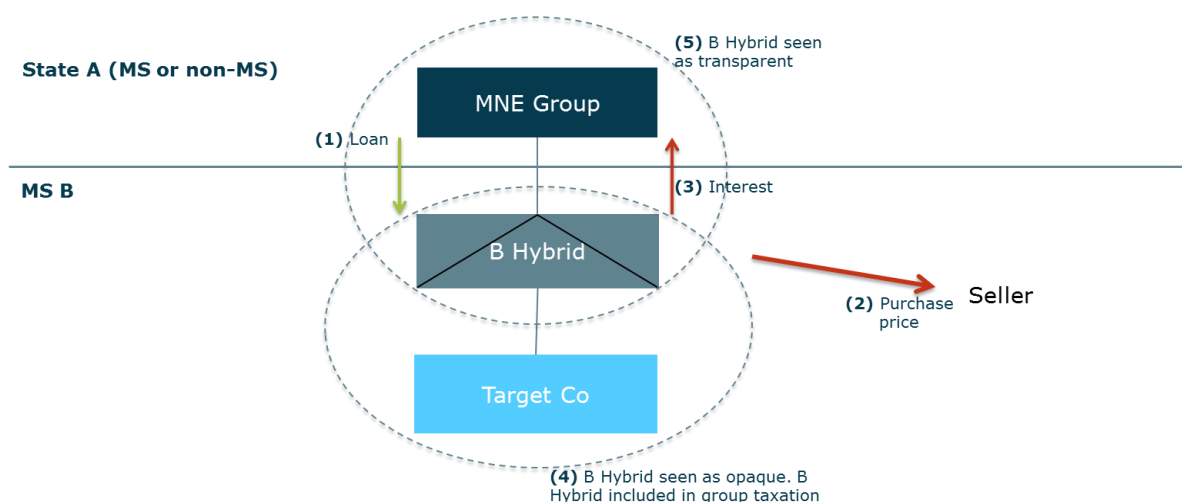 (5) B Hybrid seen
as transparent
State A (MS or non-MS)
MNE Group
(1) Loan
MS B
(3) Interest
B Hybrid
Seller
(2) Purchase
price
Target Co
(4) B Hybrid seen as opaque. B
Hybrid included in group taxation